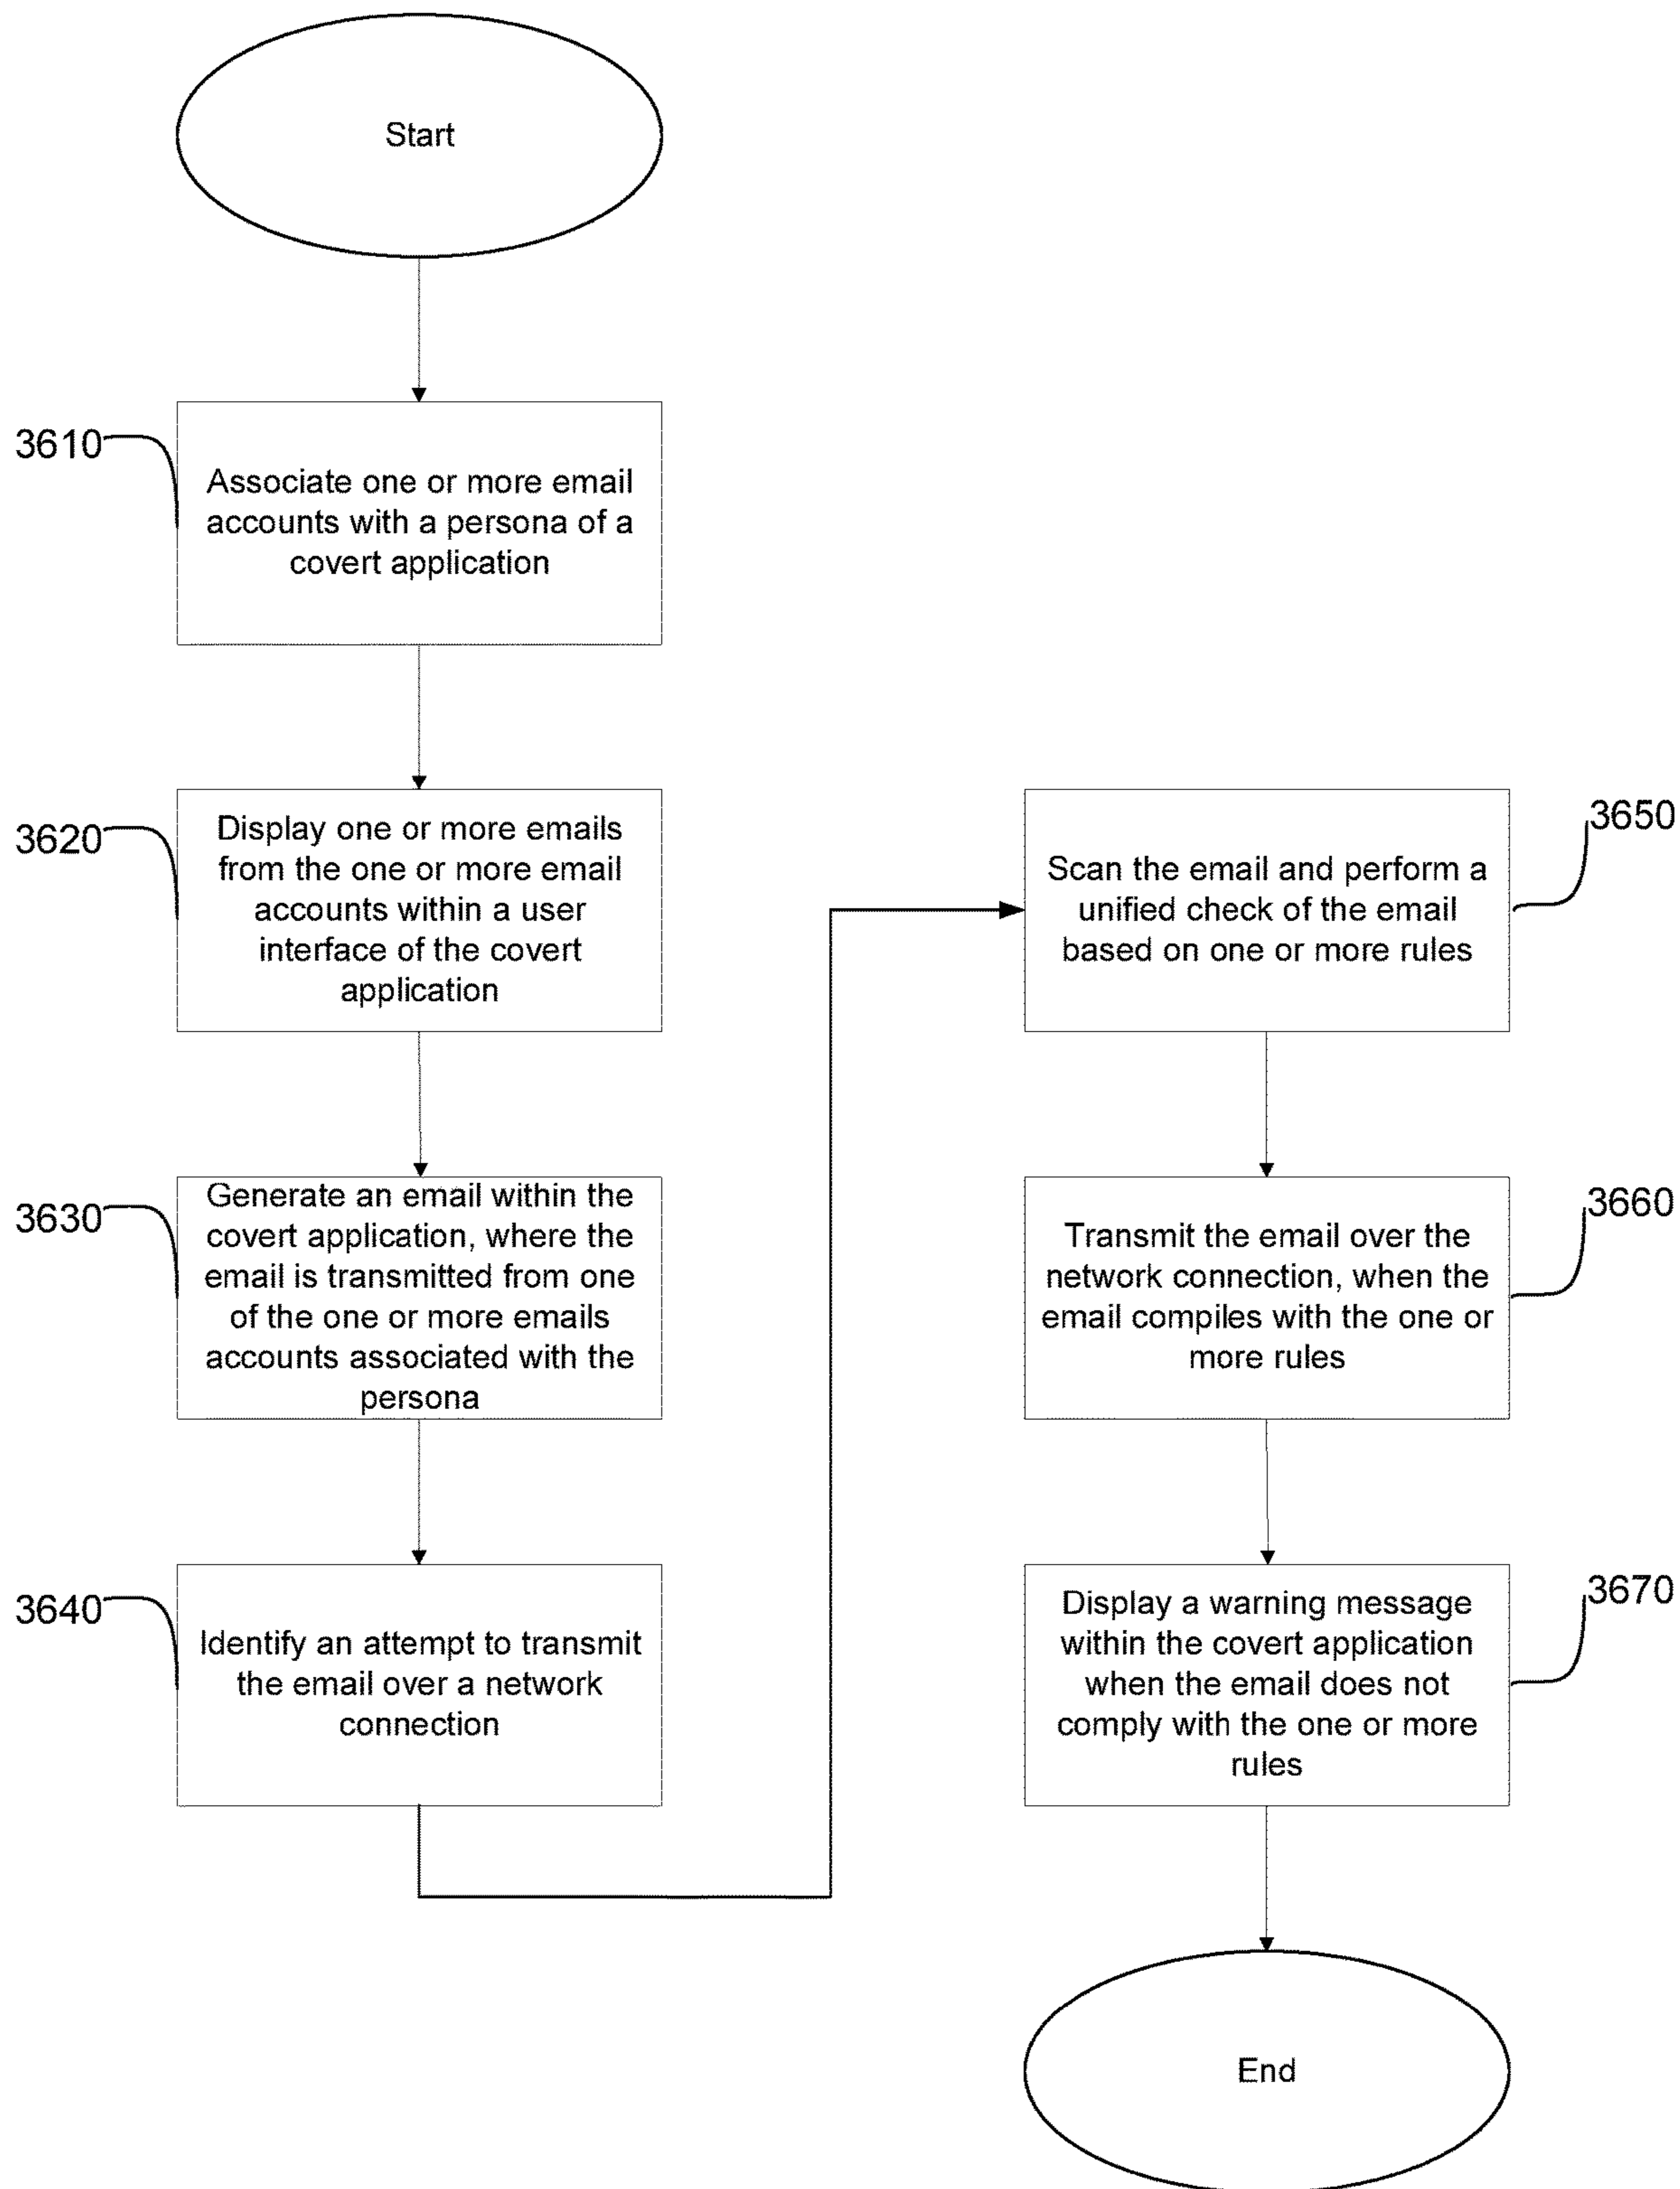 Start
3610
Associate one or more email
accounts with a persona of a
covert application
3620
Display one or more emails
from the one or more email
accounts within a user
interface of the covert
application
3630
Generate an email within the
covert application, where the
email is transmitted from one
of the one or more emails
accounts associated with the
persona
3640
Identify an attempt to transmit
the email over a network
connection
3650
Scan the email and perform a
unified check of the email
based on one or more rules
3660
Transmit the email over the
network connection, when the
email compiles with the one or
more rules
3670
Display a warning message
within the covert application
when the email does not
comply with the one or more
rules
End